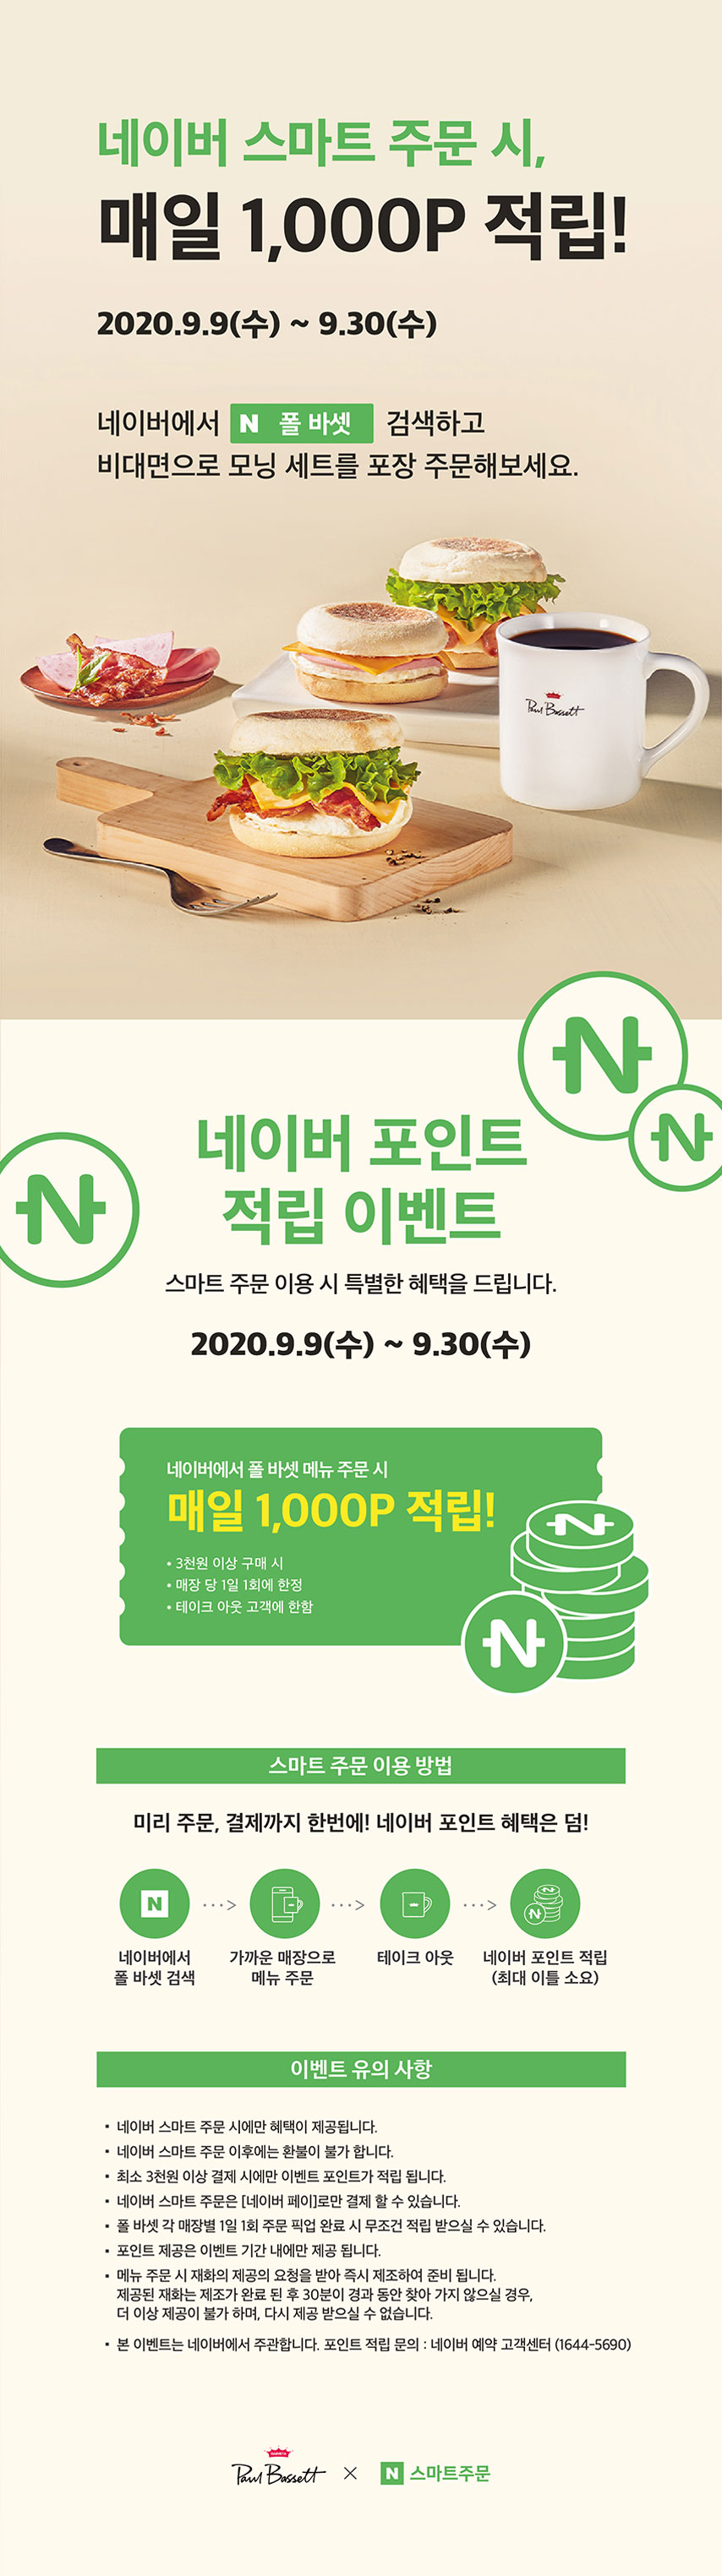 네이버 스마트 주문 시,
매일 1,000P 적립!
2020.9.9(수) ~ 9.30(수)
네이버에서 N 폴 바셋 검색하고
비대면으로 모닝 세트를 포장 주문해보세요.
Paul Bassett
N
N
N
네이버 포인트
적립 이벤트
스마트 주문 이용 시 특별한 혜택을 드립니다.
2020.9.9(수) ~ 9.30(수)
네이버에서 폴 바셋 메뉴 주문 시
매일 1,000P 적립!
• 3천원 이상 구매 시
• 매장 당 1일 1회에 한정
• 테이크 아웃 고객에 한함
N
N
스마트 주문 이용 방법
미리 주문, 결제까지 한번에! 네이버 포인트 혜택은 덤!
N
네이버에서
폴 바셋 검색
가까운 매장으로
메뉴 주문
테이크 아웃
네이버 포인트 적립
(최대 이틀 소요)
이벤트 유의 사항
• 네이버 스마트 주문 시에만 혜택이 제공됩니다.
• 네이버 스마트 주문 이후에는 환불이 불가 합니다.
• 최소 3천원 이상 결제 시에만 이벤트 포인트가 적립 됩니다.
• 네이버 스마트 주문은 [네이버 페이]로만 결제 할 수 있습니다.
• 폴 바셋 각 매장별 1일 1회 주문 픽업 완료 시 무조건 적립 받으실 수 있습니다.
• 포인트 제공은 이벤트 기간 내에만 제공 됩니다.
• 메뉴 주문 시 재화의 제공의 요청을 받아 즉시 제조하여 준비 됩니다.
제공된 재화는 제조가 완료 된 후 30분이 경과 동안 찾아 가지 않으실 경우,
더 이상 제공이 불가 하며, 다시 제공 받으실 수 없습니다.
• 본 이벤트는 네이버에서 주관합니다. 포인트 적립 문의 : 네이버 예약 고객센터 (1644-5690)
Paul Bassett × N 스마트주문